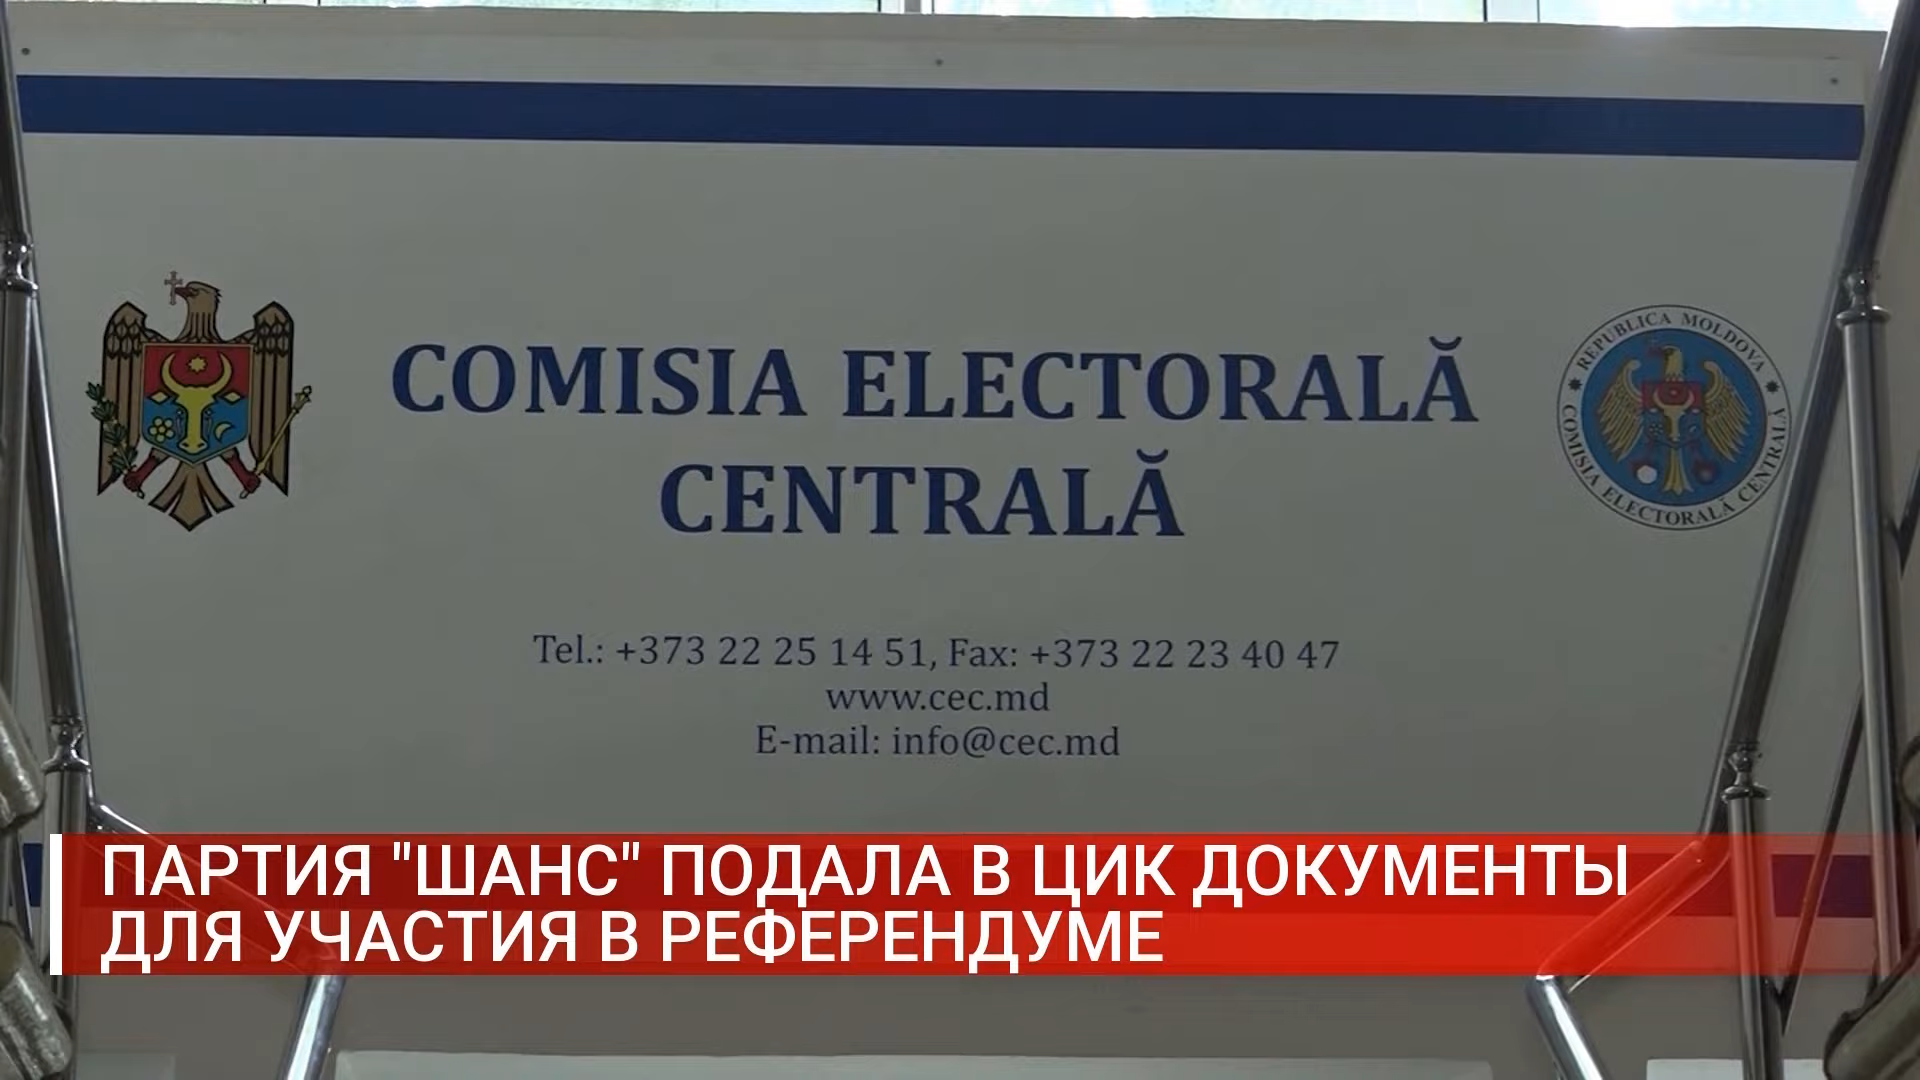 COMISIA ELECTORALĂ
CENTRALĂ
REPUBLICA MOLDOVA
COMISIA ELECTORALĂ CENTRALĂ
Tel.: +373 22 25 14 51, Fax: +373 22 23 40 47
www.cec.md
E-mail: info@cec.md
ПАРТИЯ "ШАНС" ПОДАЛА В ЦИК ДОКУМЕНТЫ
ДЛЯ УЧАСТИЯ В РЕФЕРЕНДУМЕ